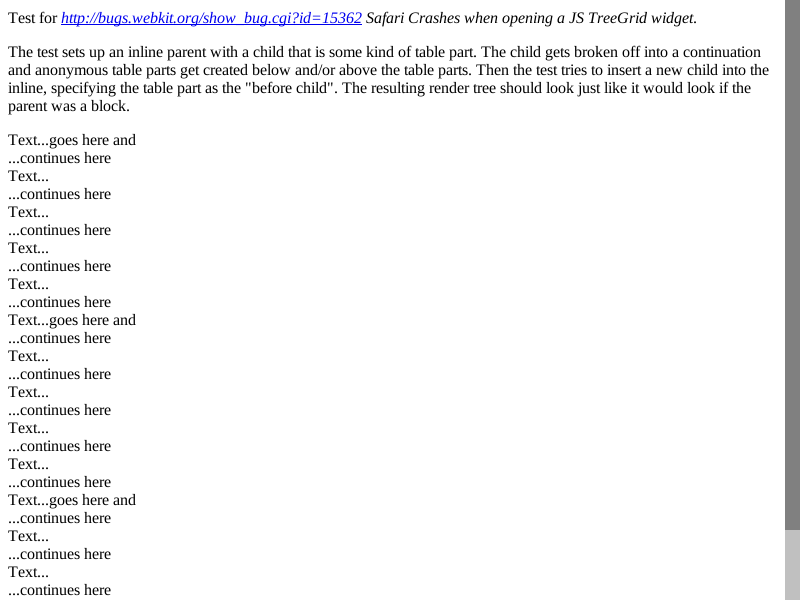 Test for http://bugs.webkit.org/show_bug.cgi?id=15362 Safari Crashes when opening a JS TreeGrid widget.
The test sets up an inline parent with a child that is some kind of table part. The child gets broken off into a continuation
and anonymous table parts get created below and/or above the table parts. Then the test tries to insert a new child into the
inline, specifying the table part as the "before child". The resulting render tree should look just like it would look if the
parent was a block.
Text...goes here and
...continues here
Text...
...continues here
Text...
...continues here
Text...
...continues here
Text...
...continues here
Text...goes here and
...continues here
Text...
...continues here
Text...
...continues here
Text...
...continues here
Text...
...continues here
Text...goes here and
...continues here
Text...
...continues here
Text...
...continues here